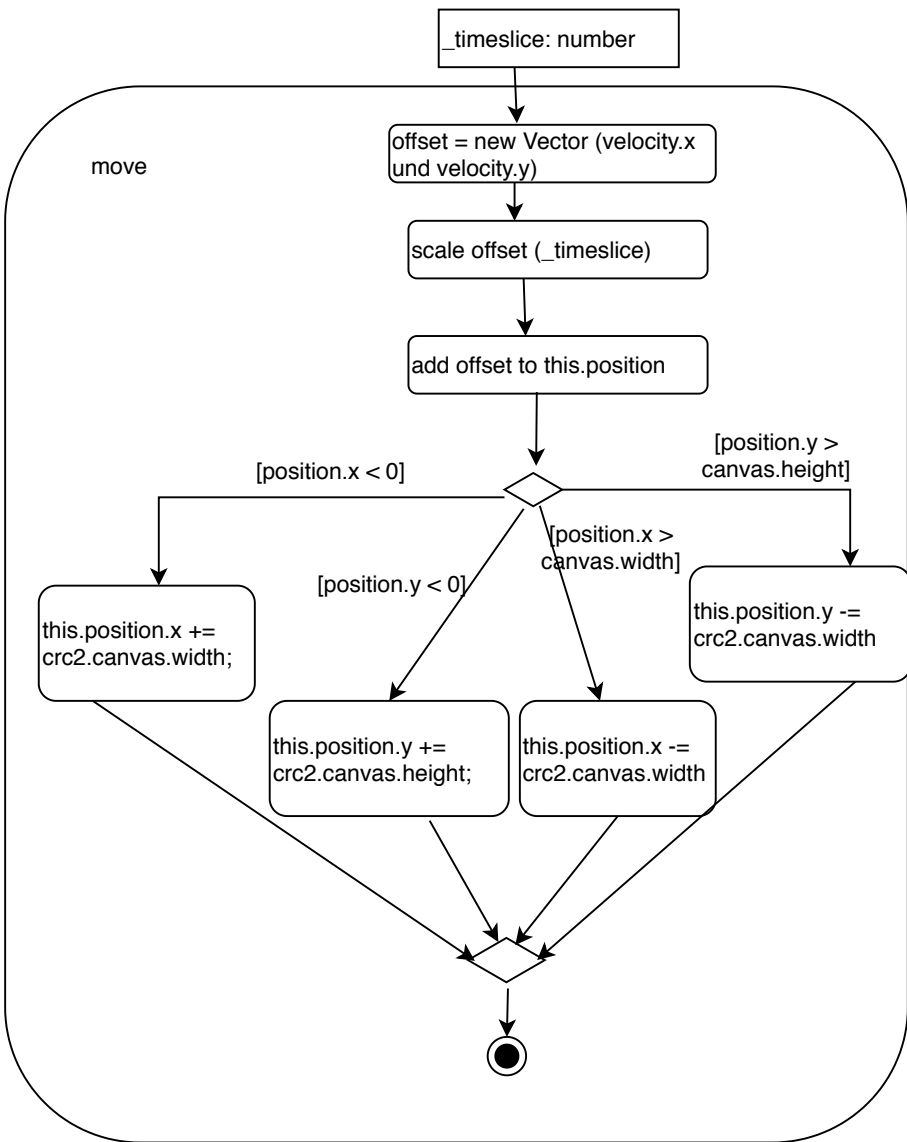 _timeslice: number
move
offset = new Vector (velocity.x
und velocity.y)
scale offset (_timeslice)
add offset to this.position
[position.x < 0]
[position.y >
canvas.height]
[position.y < 0]
[position.x >
canvas.width]
this.position.x +=
crc2.canvas.width;
this.position.y -=
crc2.canvas.width
this.position.y +=
crc2.canvas.height;
this.position.x -=
crc2.canvas.width